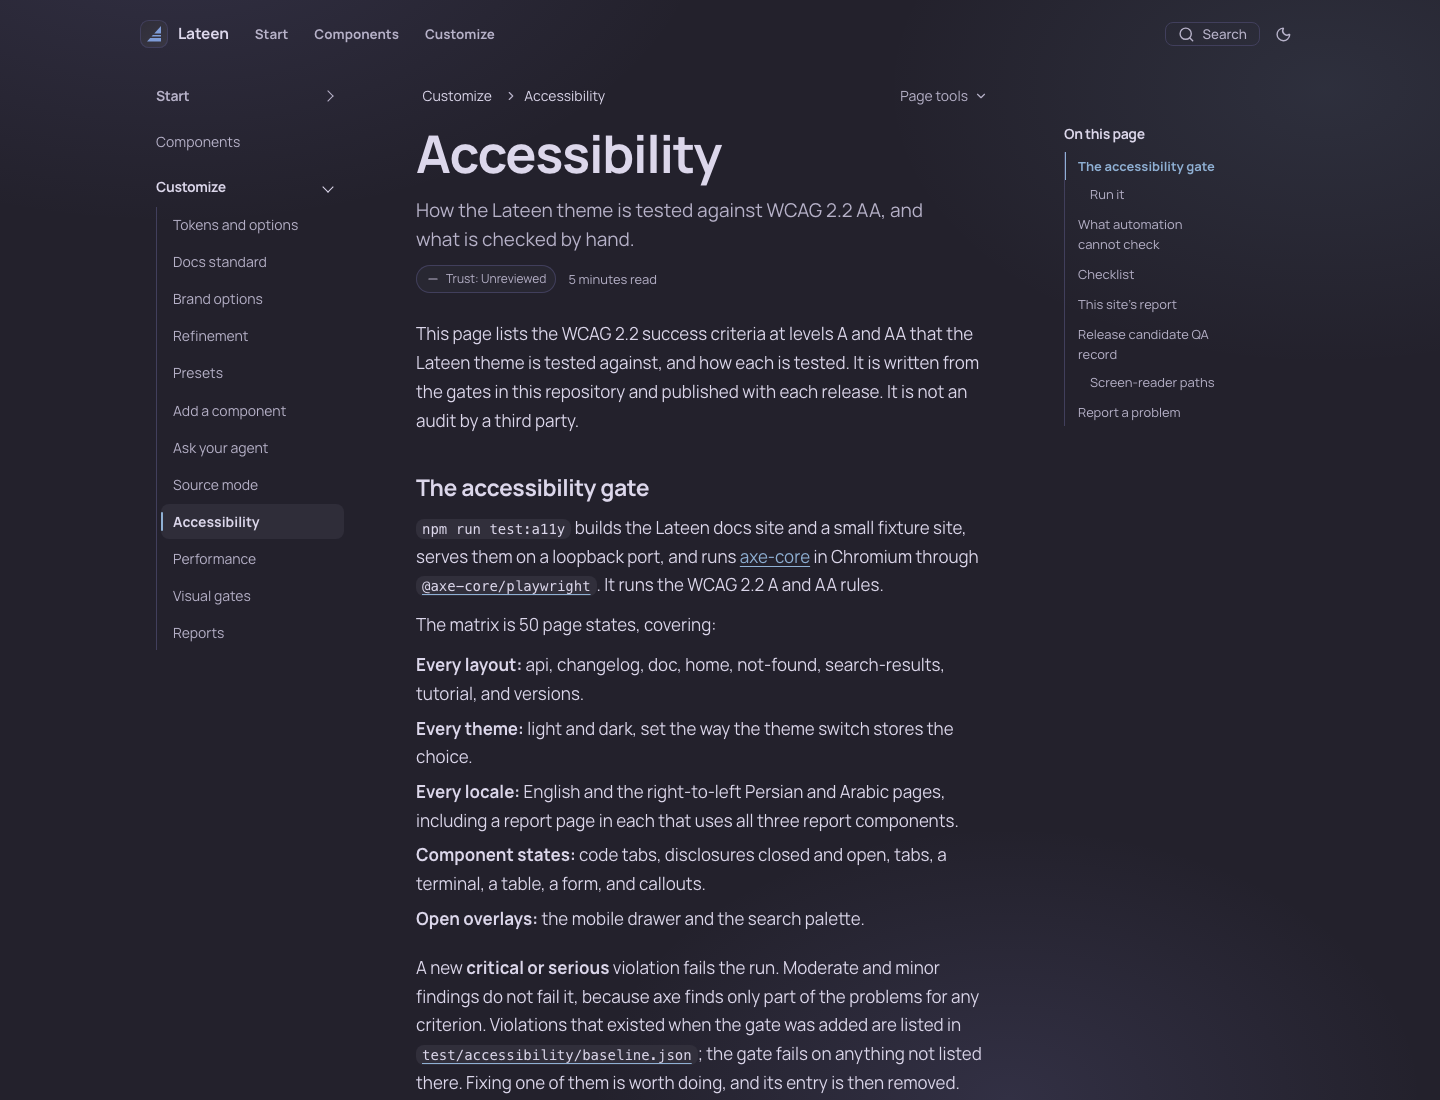 Lateen
Start
Components
Customize
Search
Start
Components
Customize
Tokens and options
Docs standard
Brand options
Refinement
Presets
Add a component
Ask your agent
Source mode
Accessibility
Performance
Visual gates
Reports
Customize > Accessibility
Page tools
Accessibility
How the Lateen theme is tested against WCAG 2.2 AA, and
what is checked by hand.
Trust: Unreviewed
5 minutes read
This page lists the WCAG 2.2 success criteria at levels A and AA that the
Lateen theme is tested against, and how each is tested. It is written from
the gates in this repository and published with each release. It is not an
audit by a third party.
The accessibility gate
npm run test:a11y builds the Lateen docs site and a small fixture site,
serves them on a loopback port, and runs axe-core in Chromium through
@axe-core/playwright. It runs the WCAG 2.2 A and AA rules.
The matrix is 50 page states, covering:
Every layout: api, changelog, doc, home, not-found, search-results,
tutorial, and versions.
Every theme: light and dark, set the way the theme switch stores the
choice.
Every locale: English and the right-to-left Persian and Arabic pages,
including a report page in each that uses all three report components.
Component states: code tabs, disclosures closed and open, tabs, a
terminal, a table, a form, and callouts.
Open overlays: the mobile drawer and the search palette.
A new critical or serious violation fails the run. Moderate and minor
findings do not fail it, because axe finds only part of the problems for any
criterion. Violations that existed when the gate was added are listed in
test/accessibility/baseline.json; the gate fails on anything not listed
there. Fixing one of them is worth doing, and its entry is then removed.
On this page
The accessibility gate
Run it
What automation
cannot check
Checklist
This site's report
Release candidate QA
record
Screen-reader paths
Report a problem